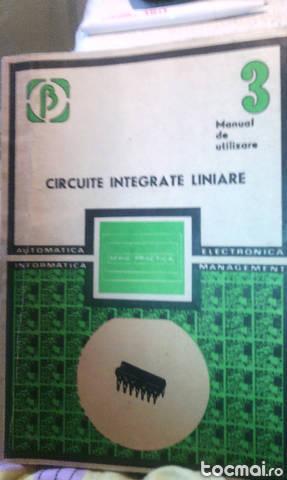 β
3
Manual
de
utilizare
CIRCUITE INTEGRATE LINIARE
AUTOMATICA ELECTRONICA
INFORMATICA MANAGEMENT
SERIA PRACTICA
tocmai.ro